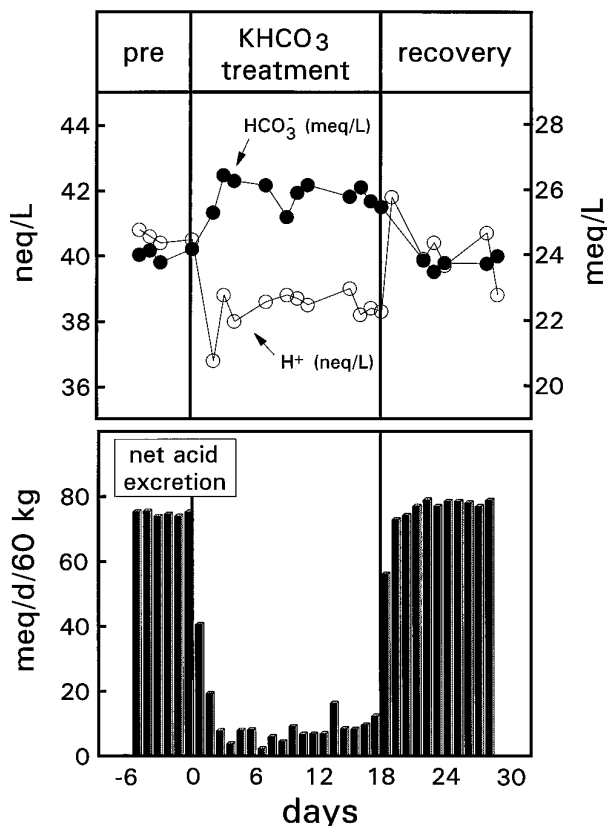 pre
KHCO3
treatment
recovery
44
42
40
38
36
neq/L
HCO3- (meq/L)
H+ (neq/L)
28
26
24
22
20
meq/L
net acid
excretion
80
60
40
20
0
meq/d/60 kg
-6 0 6 12 18 24 30
days